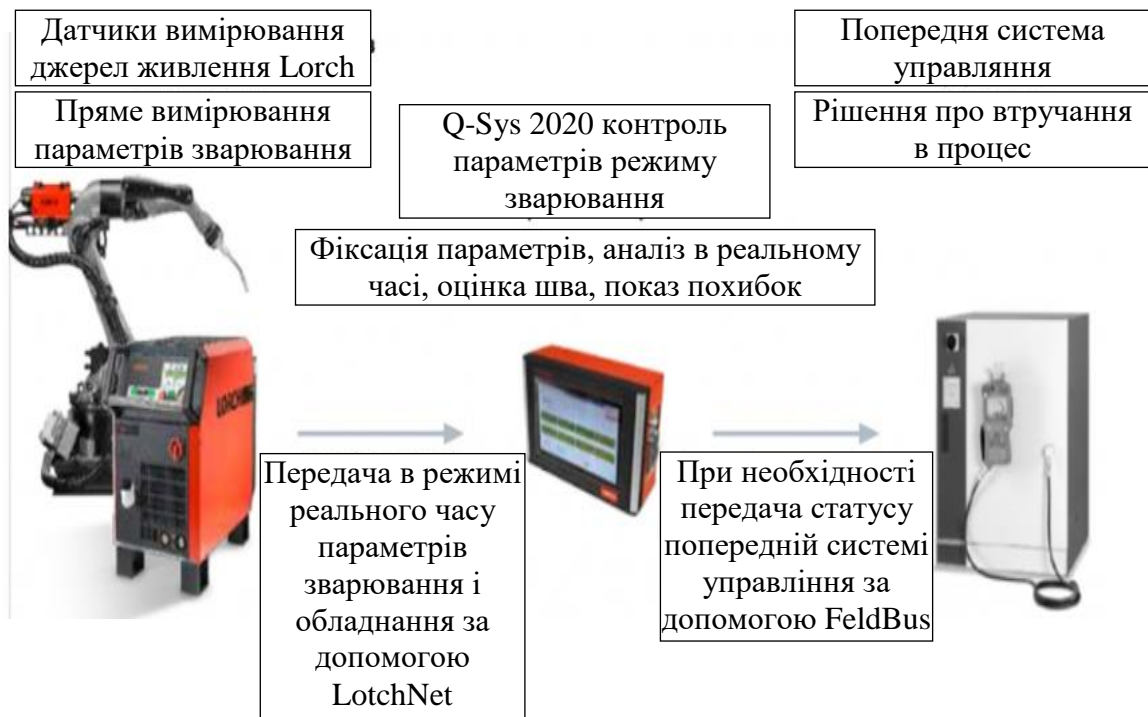 Датчики вимірювання
джерел живлення Lorch
Пряме вимірювання
параметрів зварювання
Q-Sys 2020 контроль
параметрів режиму
зварювання
Фіксація параметрів, аналіз в реальному
часі, оцінка шва, показ похибок
Попередня система
управляння
Рішення про втручання
в процес
LORCH
Передача в режимі
реального часу
параметрів
зварювання і
обладнання за
допомогою
LotchNet
При необхідності
передача статусу
попередній системі
управління за
допомогою FeldBus